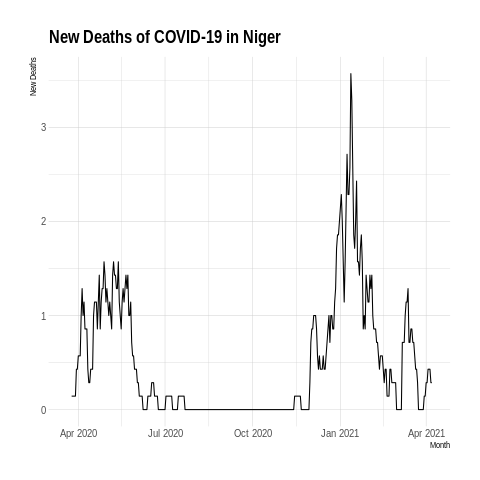 New Deaths of COVID-19 in Niger
New Deaths
3
2
1
0
Apr 2020 Jul 2020 Oct 2020 Jan 2021 Apr 2021
Month